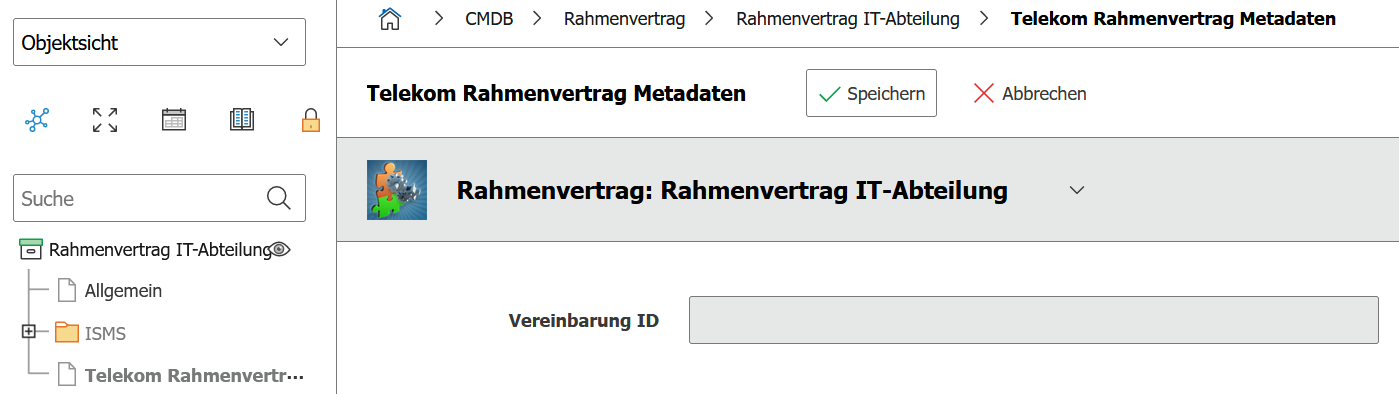 CMDB
Rahmenvertrag
Rahmenvertrag IT-Abteilung
Telekom Rahmenvertrag Metadaten
Objektsicht
Telekom Rahmenvertrag Metadaten
Speichern
Abbrechen
Suche
Rahmenvertrag: Rahmenvertrag IT-Abteilung
Rahmenvertrag IT-Abteilung
Allgemein
ISMS
Telekom Rahmenvertr...
Vereinbarung ID